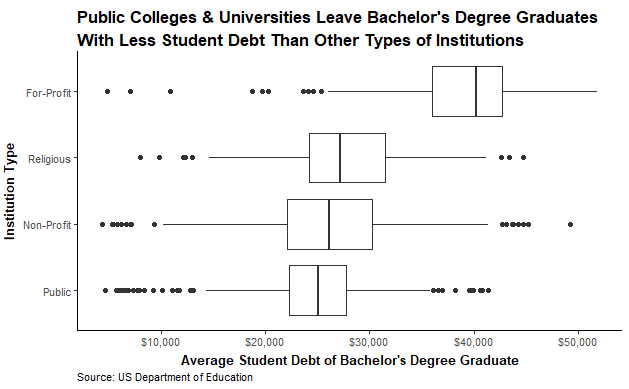 Public Colleges & Universities Leave Bachelor's Degree Graduates
With Less Student Debt Than Other Types of Institutions
Institution Type
For-Profit
Religious
Non-Profit
Public
$10,000 $20,000 $30,000 $40,000 $50,000
Average Student Debt of Bachelor's Degree Graduate
Source: US Department of Education